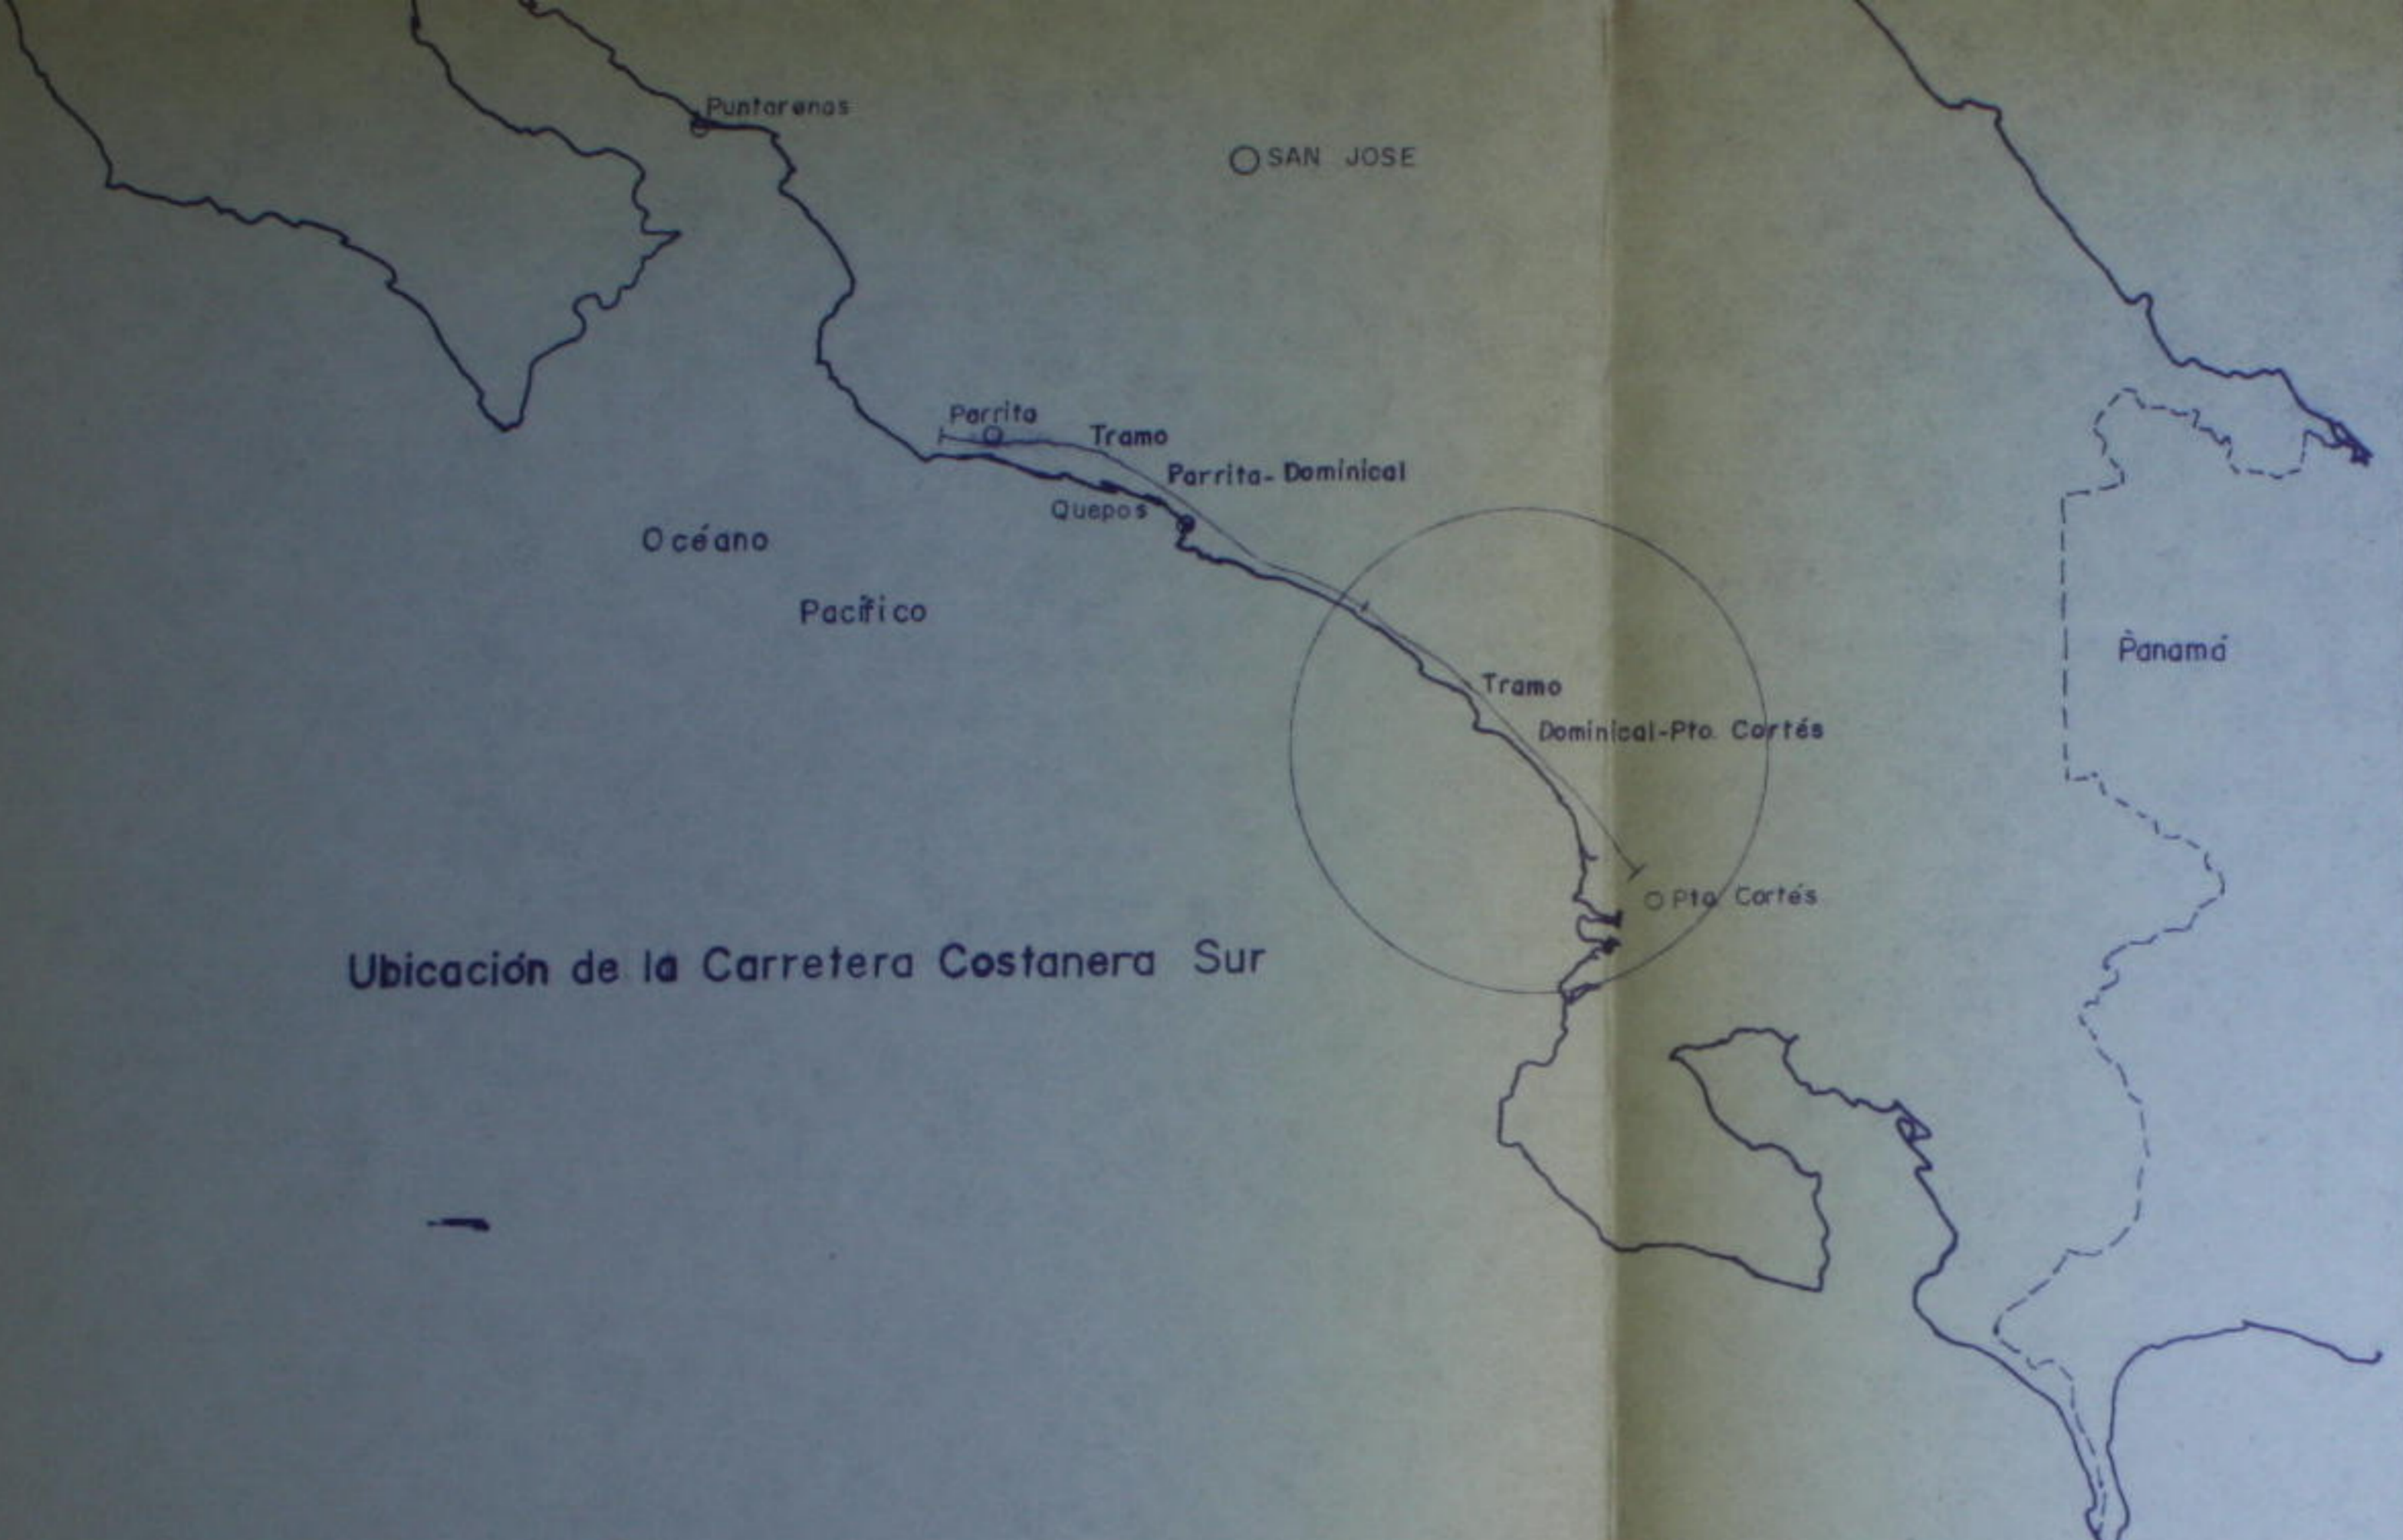 Puntarenas
SAN JOSE
Parrita
Tramo
Parrita-Dominical
Quepos
Océano
Pacífico
Panamá
Tramo
Dominical-Pto. Cortés
Pto. Cortés
Ubicación de la Carretera Costanera Sur